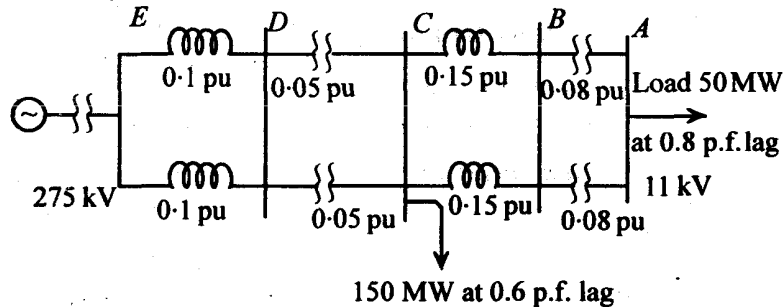 E D C B A
0·1 pu
0·05 pu
0·15 pu
0·08 pu
Load 50 MW
at 0.8 p.f. lag
275 kV
0·1 pu
0·05 pu
0·15 pu
0·08 pu
11 kV
150 MW at 0.6 p.f. lag